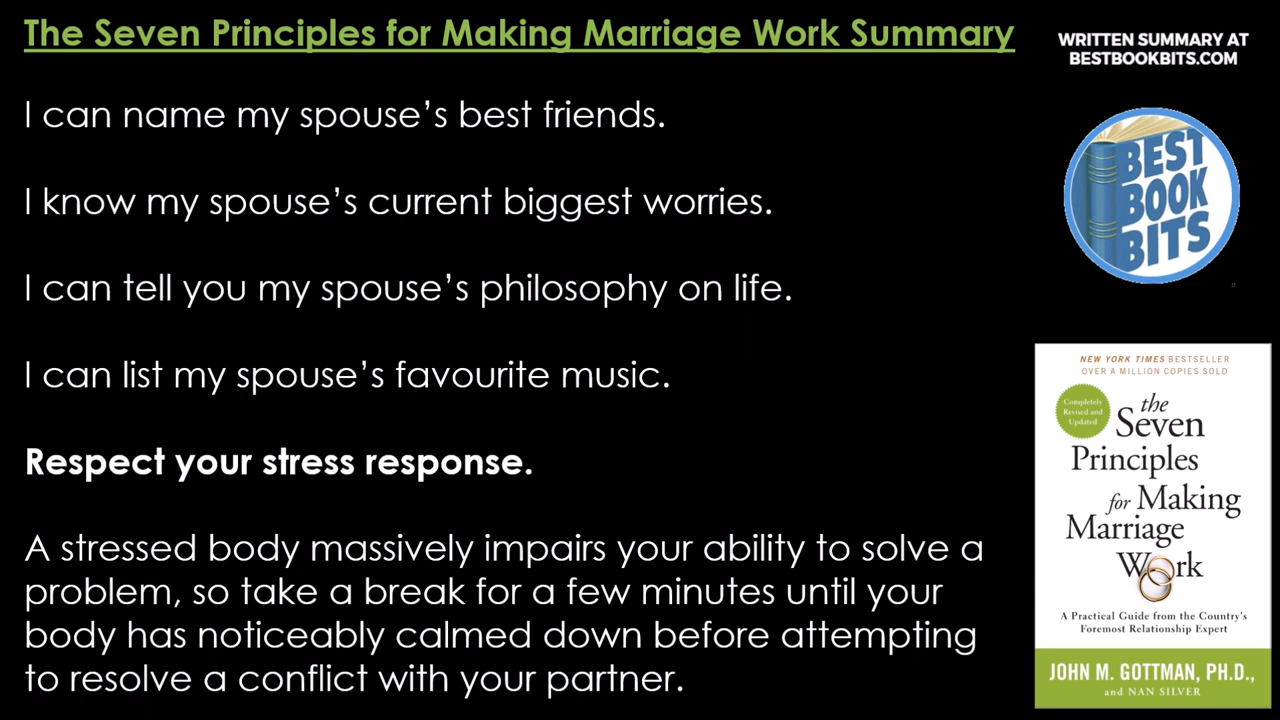 The Seven Principles for Making Marriage Work Summary
I can name my spouse’s best friends.
I know my spouse’s current biggest worries.
I can tell you my spouse’s philosophy on life.
I can list my spouse’s favourite music.
Respect your stress response.
A stressed body massively impairs your ability to solve a
problem, so take a break for a few minutes until your
body has noticeably calmed down before attempting
to resolve a conflict with your partner.
WRITTEN SUMMARY AT
BESTBOOKBITS.COM
BEST
BOOK
BITS
NEW YORK TIMES BESTSELLER
OVER A MILLION COPIES SOLD
Completely
Revised and
Updated
the
Seven
Principles
for Making
Marriage
Work
A Practical Guide from the Country's
Foremost Relationship Expert
JOHN M. GOTTMAN, PH.D.,
and NAN SILVER